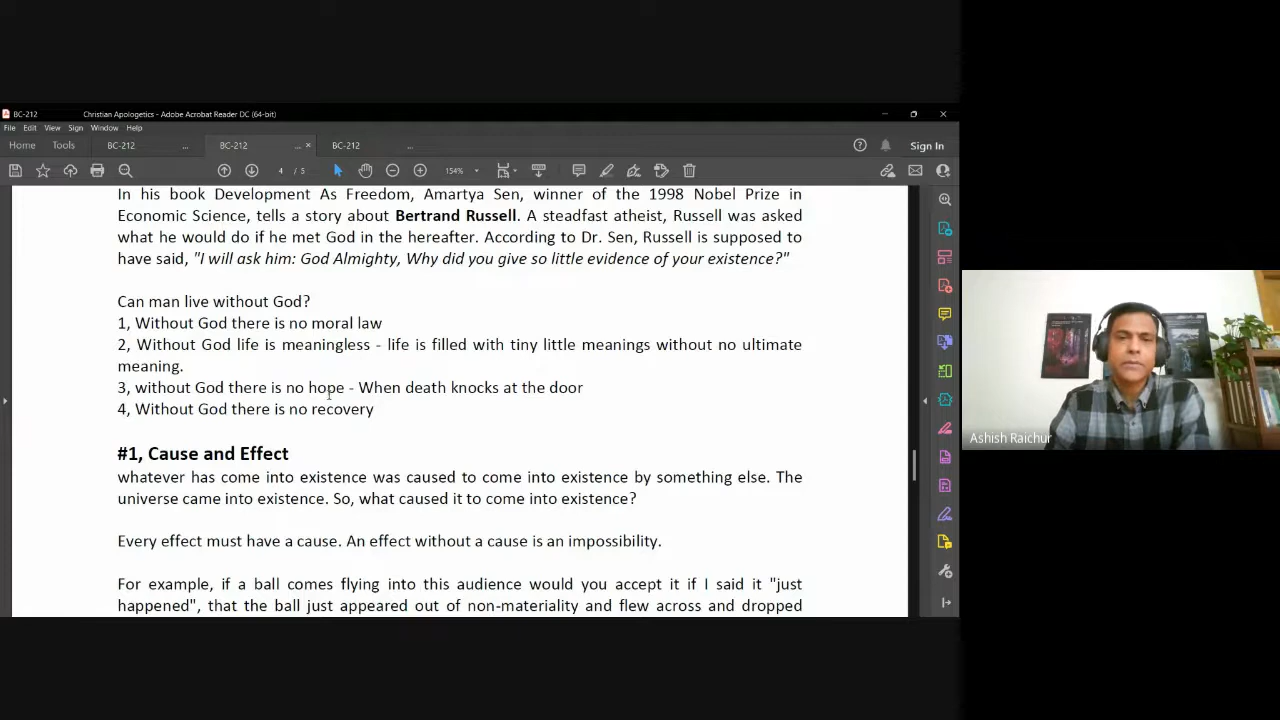 BC-212 Christian Apologetics - Adobe Acrobat Reader DC (64-bit)
File Edit View Sign Window Help
Home Tools BC-212 ... BC-212 ... × BC-212 ... Sign In
4 / 5 154%
In his book Development As Freedom, Amartya Sen, winner of the 1998 Nobel Prize in
Economic Science, tells a story about Bertrand Russell. A steadfast atheist, Russell was asked
what he would do if he met God in the hereafter. According to Dr. Sen, Russell is supposed to
have said, "I will ask him: God Almighty, Why did you give so little evidence of your existence?"
Can man live without God?
1, Without God there is no moral law
2, Without God life is meaningless - life is filled with tiny little meanings without no ultimate
meaning.
3, without God there is no hope - When death knocks at the door
4, Without God there is no recovery
#1, Cause and Effect
whatever has come into existence was caused to come into existence by something else. The
universe came into existence. So, what caused it to come into existence?
Every effect must have a cause. An effect without a cause is an impossibility.
For example, if a ball comes flying into this audience would you accept it if I said it "just
happened", that the ball just appeared out of non-materiality and flew across and dropped
Ashish Raichur